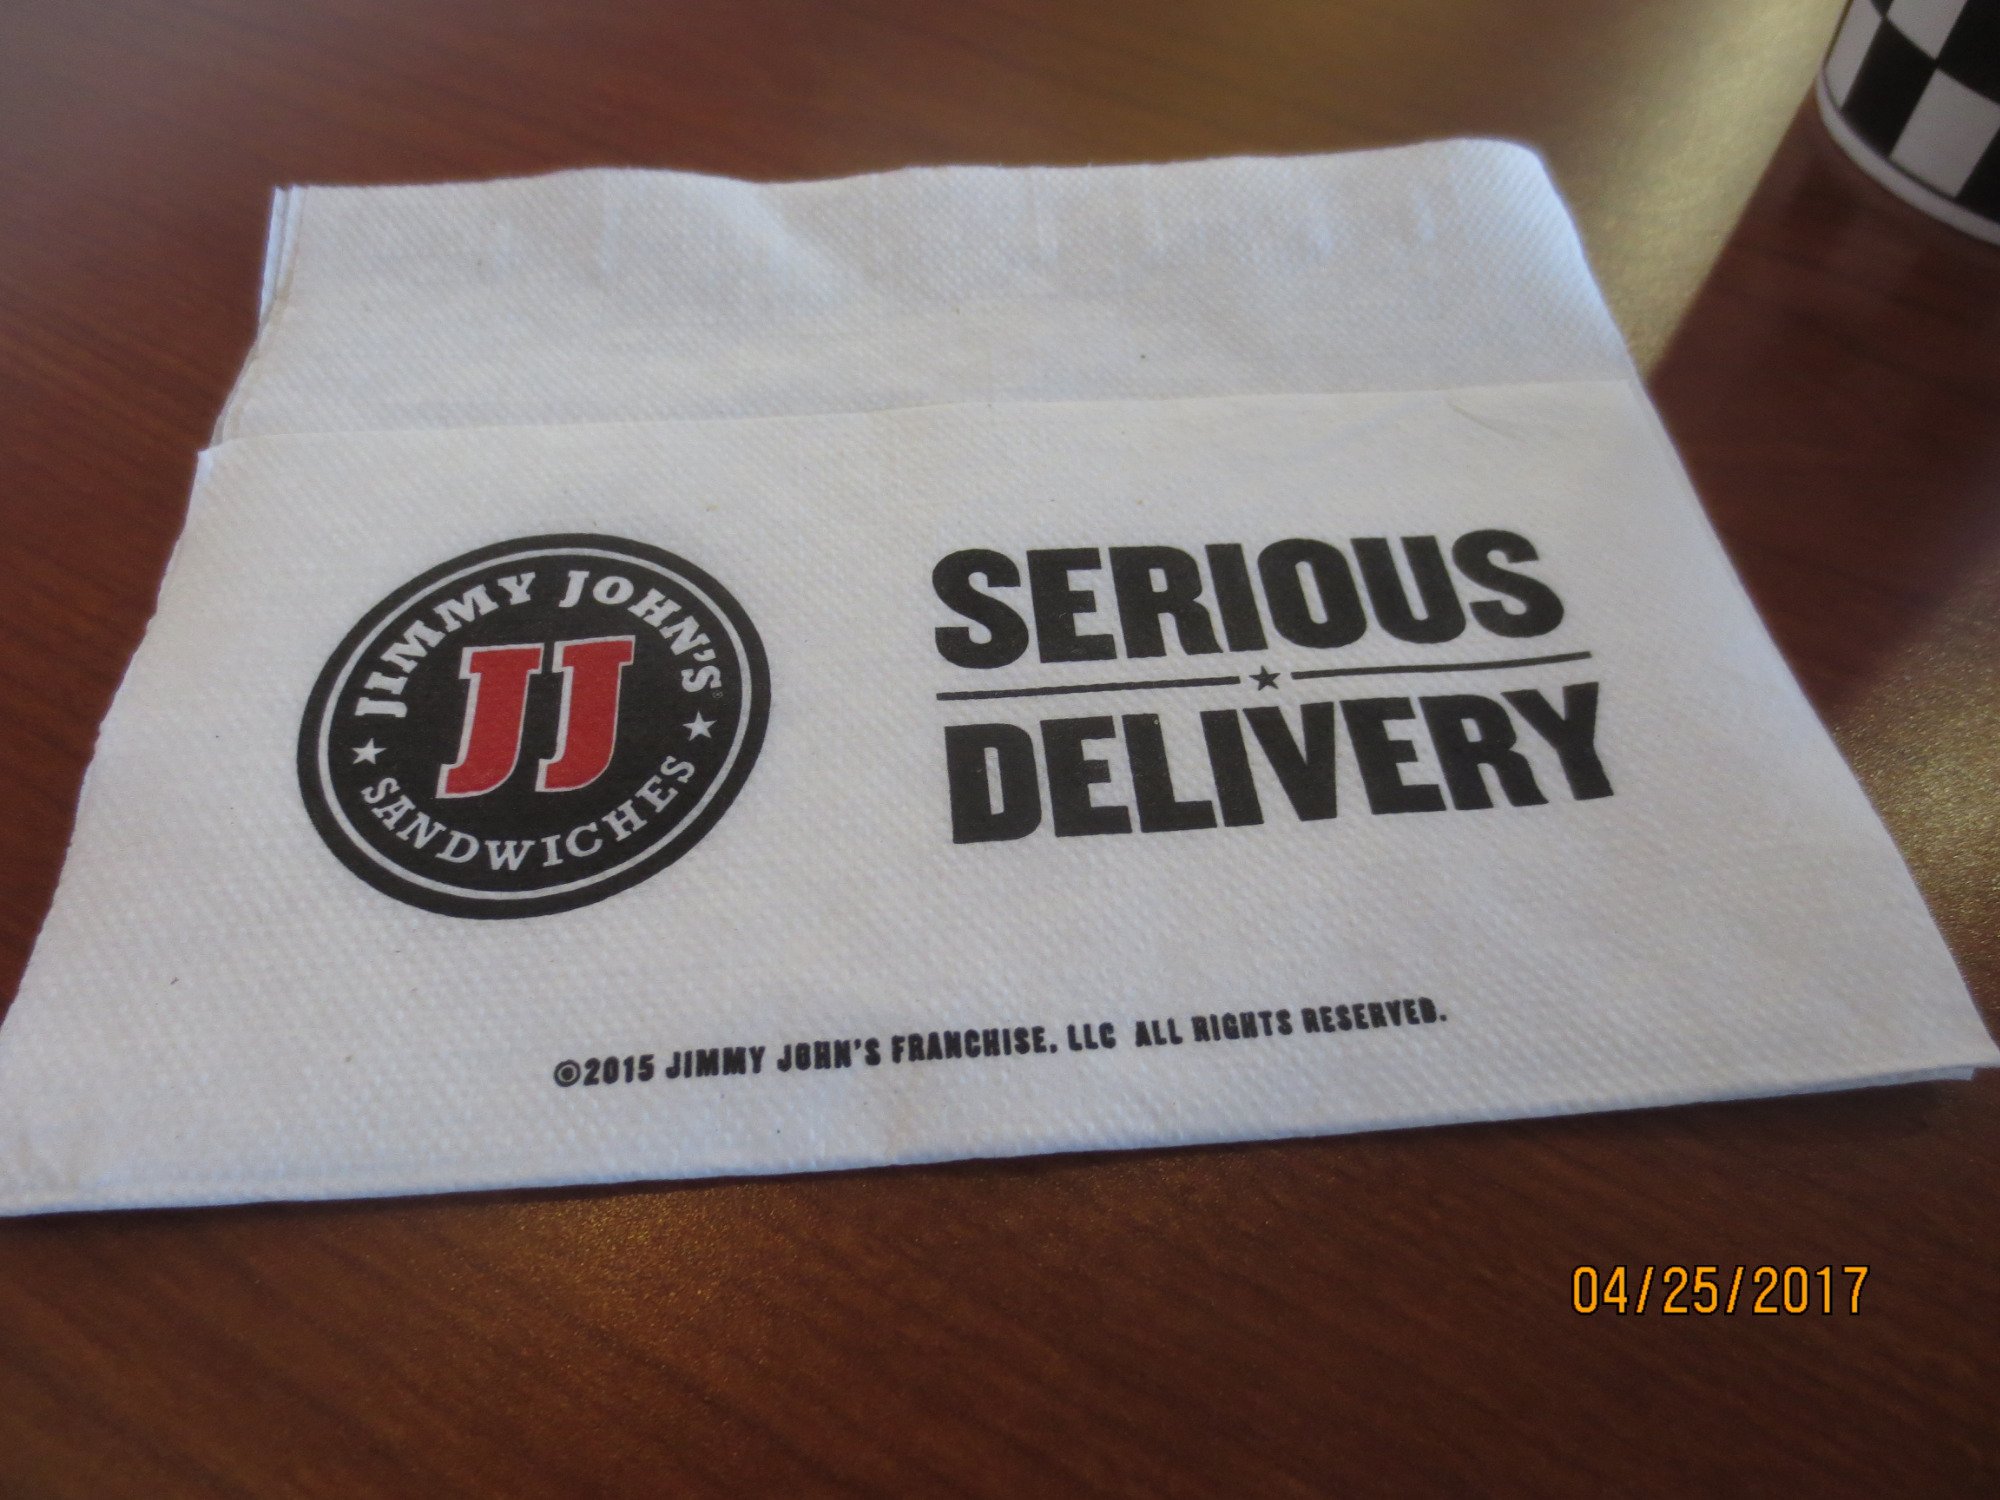 JIMMY JOHN'S®
JJ
SANDWICHES
SERIOUS
DELIVERY
©2015 JIMMY JOHN'S FRANCHISE, LLC ALL RIGHTS RESERVED.
04/25/2017